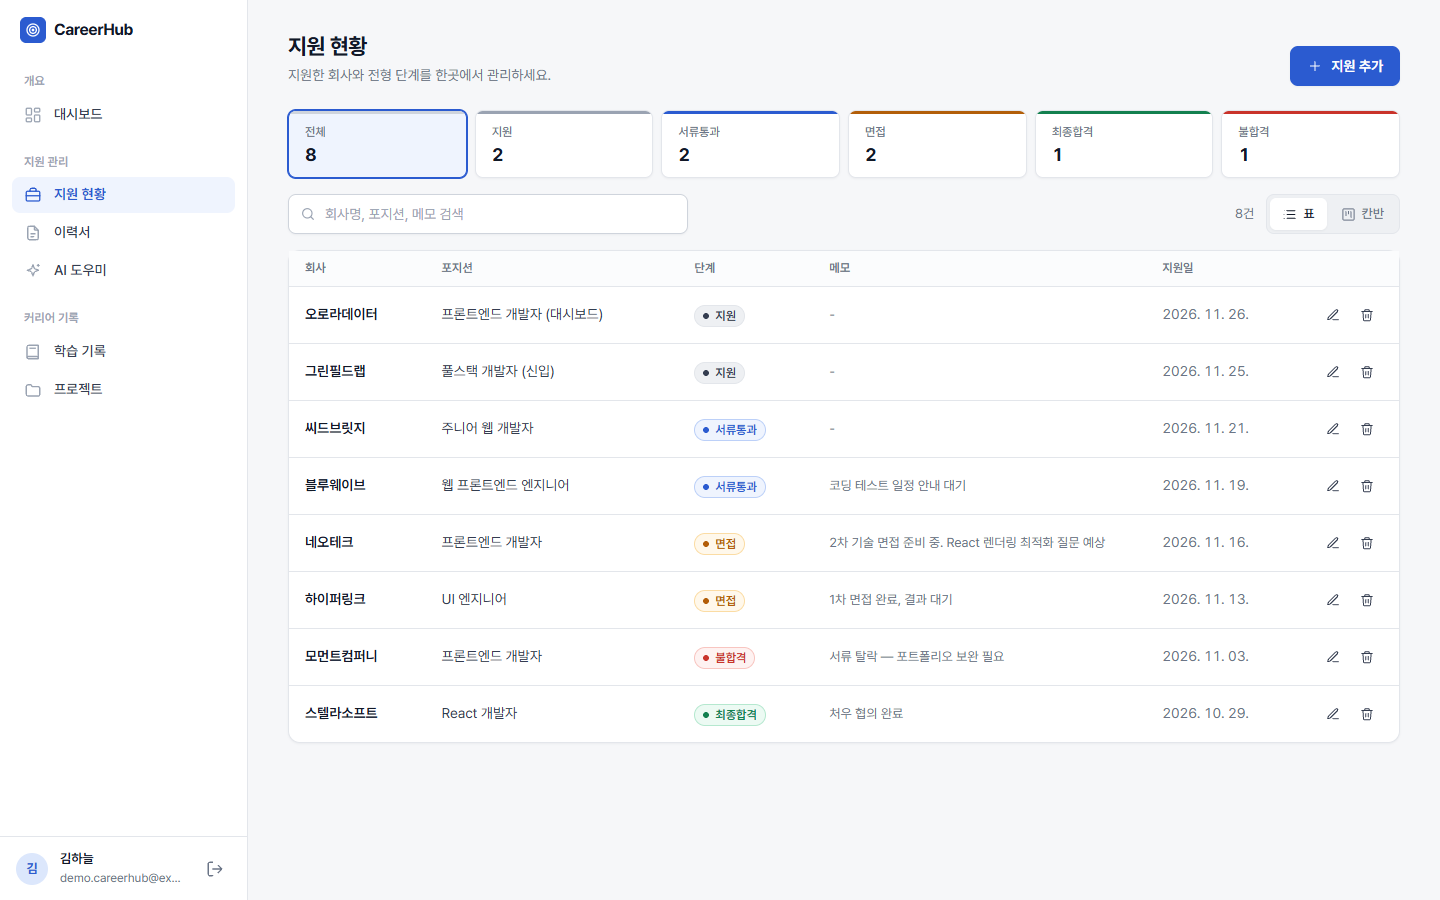 CareerHub
개요
대시보드
지원 관리
지원 현황
이력서
AI 도우미
커리어 기록
학습 기록
프로젝트
김
김하늘
demo.careerhub@ex...
지원 현황
지원한 회사와 전형 단계를 한곳에서 관리하세요.
지원 추가
전체
8
지원
2
서류통과
2
면접
2
최종합격
1
불합격
1
회사명, 포지션, 메모 검색
8건
표
칸반
회사 포지션 단계 메모 지원일
오로라데이터 프론트엔드 개발자 (대시보드) 지원 - 2026. 11. 26.
그린필드랩 풀스택 개발자 (신입) 지원 - 2026. 11. 25.
씨드브릿지 주니어 웹 개발자 서류통과 - 2026. 11. 21.
블루웨이브 웹 프론트엔드 엔지니어 서류통과 코딩 테스트 일정 안내 대기 2026. 11. 19.
네오테크 프론트엔드 개발자 면접 2차 기술 면접 준비 중. React 렌더링 최적화 질문 예상 2026. 11. 16.
하이퍼링크 UI 엔지니어 면접 1차 면접 완료, 결과 대기 2026. 11. 13.
모먼트컴퍼니 프론트엔드 개발자 불합격 서류 탈락 — 포트폴리오 보완 필요 2026. 11. 03.
스텔라소프트 React 개발자 최종합격 처우 협의 완료 2026. 10. 29.